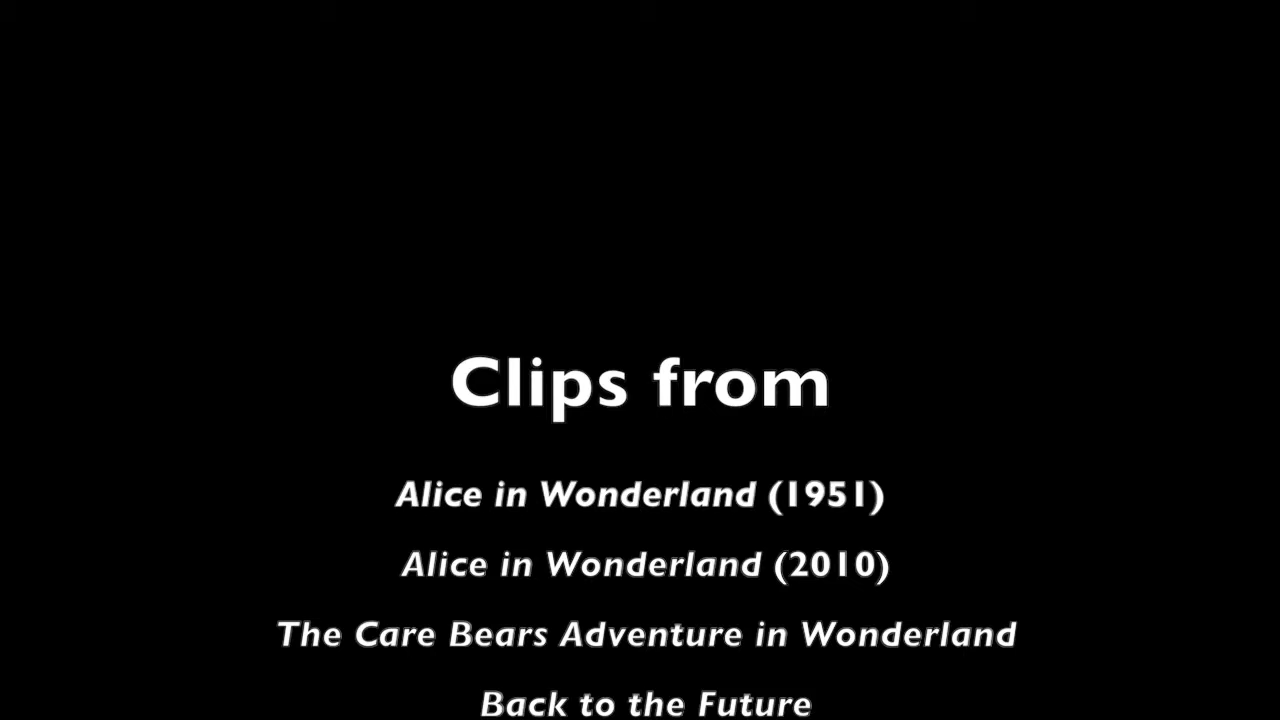 Clips from
Alice in Wonderland (1951)
Alice in Wonderland (2010)
The Care Bears Adventure in Wonderland
Back to the Future